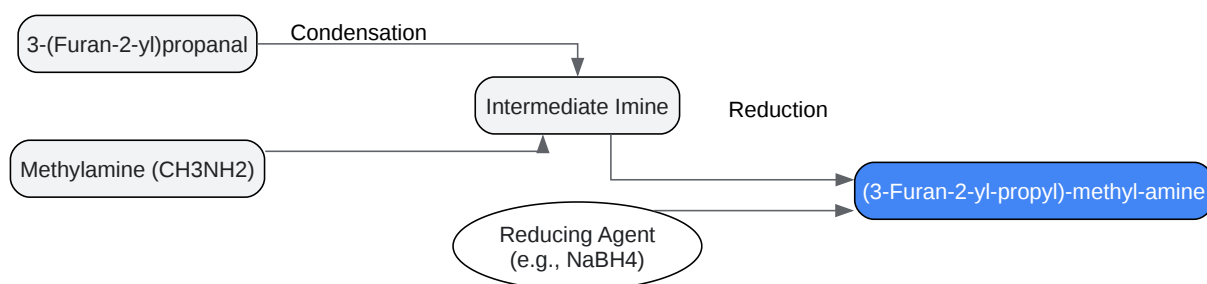 3-(Furan-2-yl)propanal
Condensation
Intermediate Imine
Reduction
Methylamine (CH3NH2)
(3-Furan-2-yl-propyl)-methyl-amine
Reducing Agent
(e.g., NaBH4)